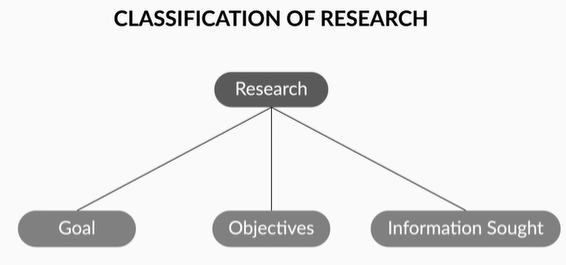 CLASSIFICATION OF RESEARCH
Research
Goal
Objectives
Information Sought